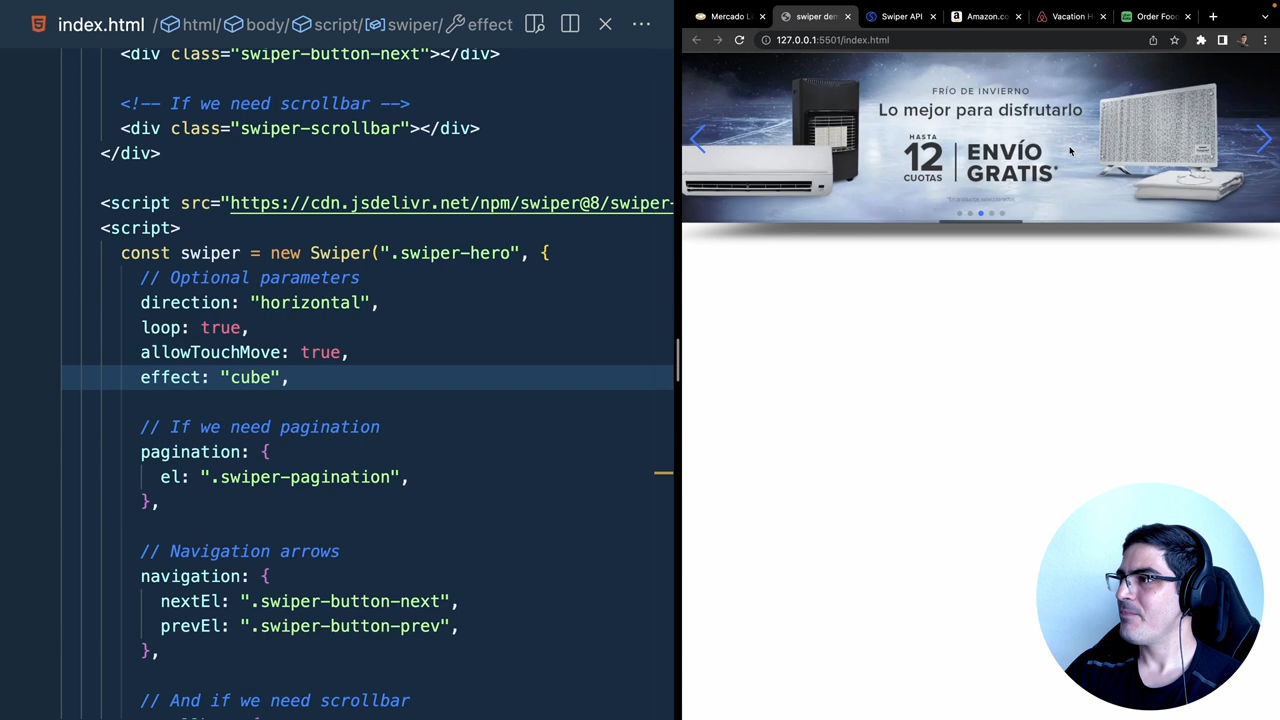 index.html / html/ body/ script/ swiper/ effect
<div class="swiper-button-next"></div>
<!-- If we need scrollbar -->
<div class="swiper-scrollbar"></div>
</div>
<script src="https://cdn.jsdelivr.net/npm/swiper@8/swiper-
<script>
const swiper = new Swiper(".swiper-hero", {
// Optional parameters
direction: "horizontal",
loop: true,
allowTouchMove: true,
effect: "cube",
// If we need pagination
pagination: {
el: ".swiper-pagination",
},
// Navigation arrows
navigation: {
nextEl: ".swiper-button-next",
prevEl: ".swiper-button-prev",
},
// And if we need scrollbar
Mercado Li
swiper dem
Swiper API
Amazon.co
Vacation H
Order Food
127.0.0.1:5501/index.html
FRÍO DE INVIERNO
Lo mejor para disfrutarlo
HASTA
12
CUOTAS
ENVÍO
GRATIS*